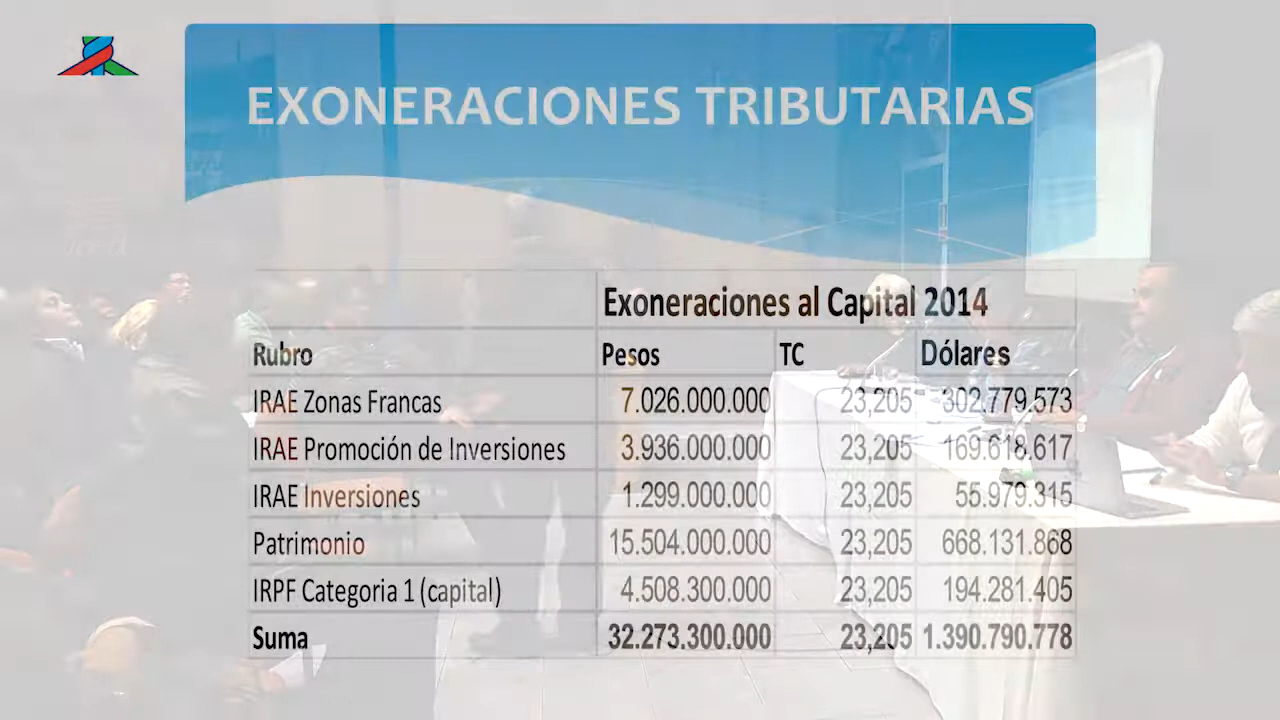 EXONERACIONES TRIBUTARIAS
Exoneraciones al Capital 2014
Rubro Pesos TC Dólares
IRAE Zonas Francas 7.026.000.000 23,205 302.779.573
IRAE Promoción de Inversiones 3.936.000.000 23,205 169.618.617
IRAE Inversiones 1.299.000.000 23,205 55.979.315
Patrimonio 15.504.000.000 23,205 668.131.868
IRPF Categoria 1 (capital) 4.508.300.000 23,205 194.281.405
Suma 32.273.300.000 23,205 1.390.790.778